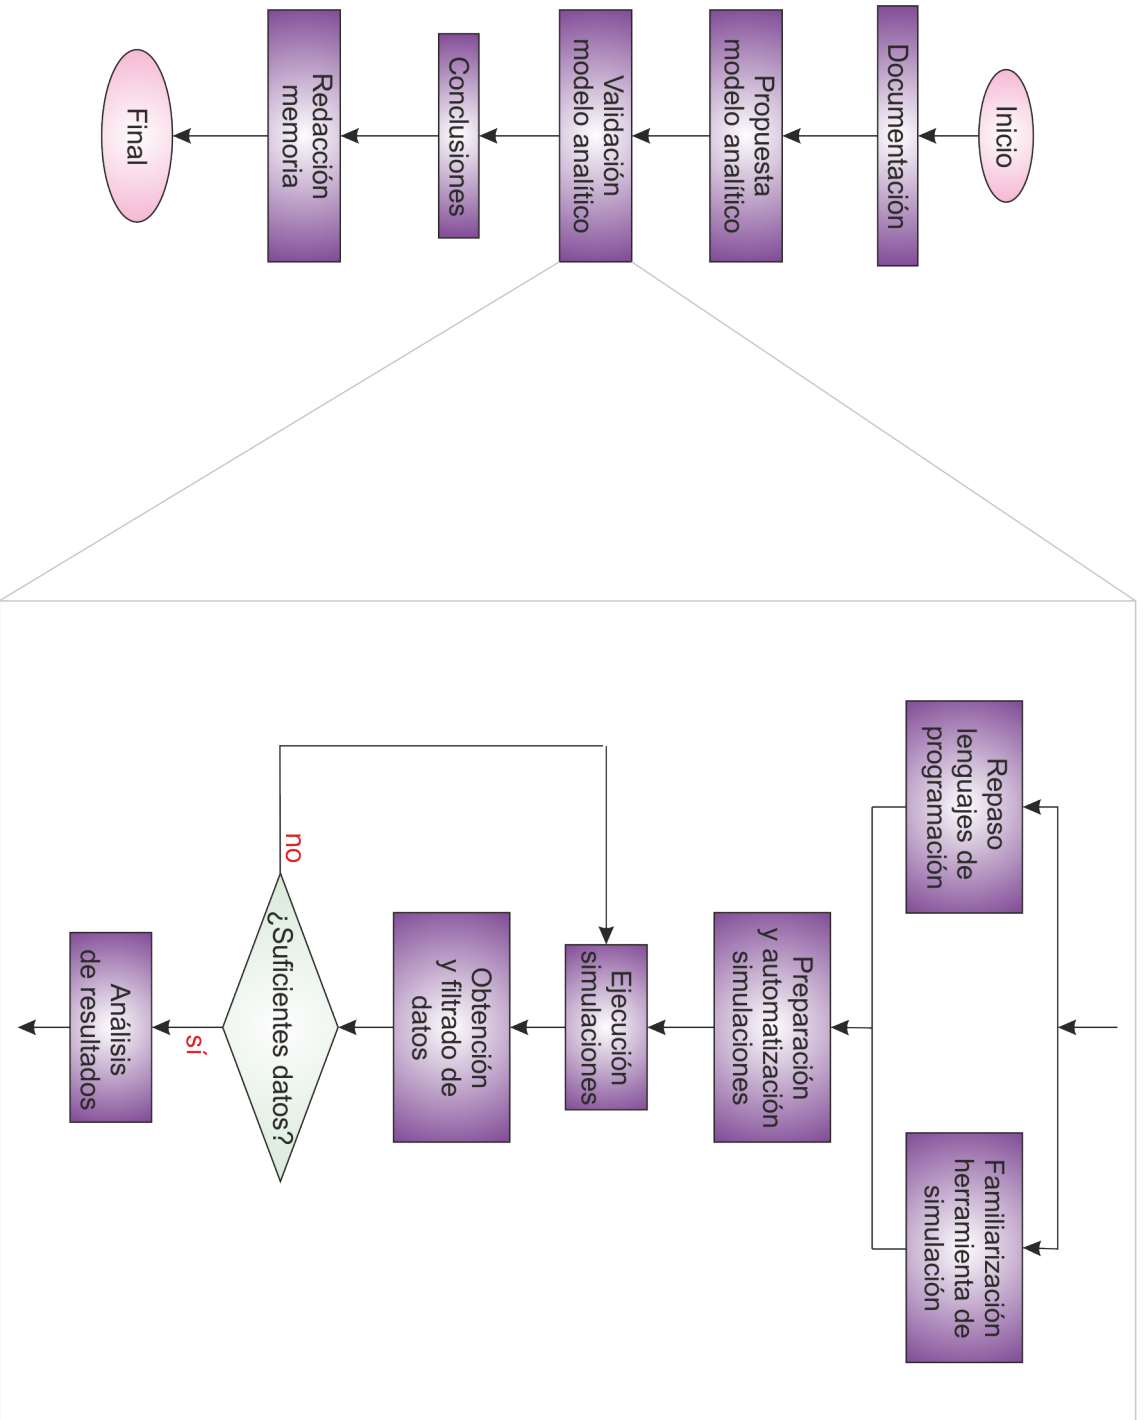 Inicio
Documentación
Propuesta
modelo analítico
Validación
modelo analítico
Conclusiones
Redacción
memoria
Final
Repaso
lenguajes de
programación
Familiarización
herramienta de
simulación
Preparación
y automatización
simulaciones
Ejecución
simulaciones
Obtención
y filtrado de
datos
¿Suficientes datos?
no
sí
Análisis
de resultados